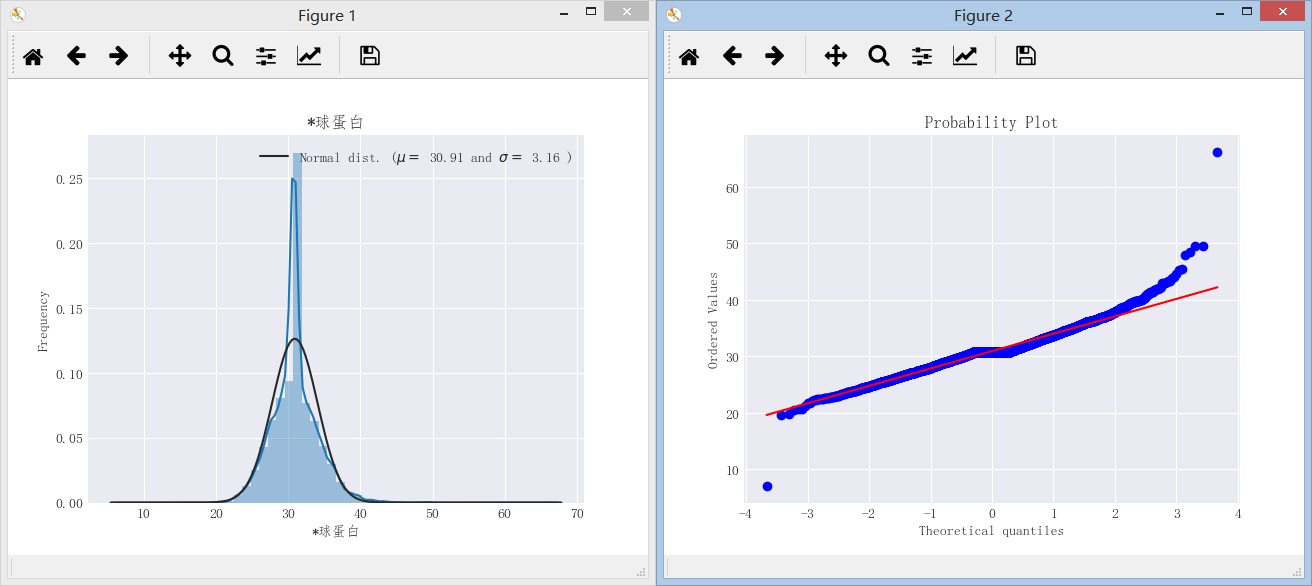 Figure 1
*球蛋白
Normal dist. (μ = 30.91 and σ = 3.16 )
Frequency
0.25
0.20
0.15
0.10
0.05
0.00
10 20 30 40 50 60 70
*球蛋白
Figure 2
Probability Plot
Ordered Values
60
50
40
30
20
10
-4 -3 -2 -1 0 1 2 3 4
Theoretical quantiles